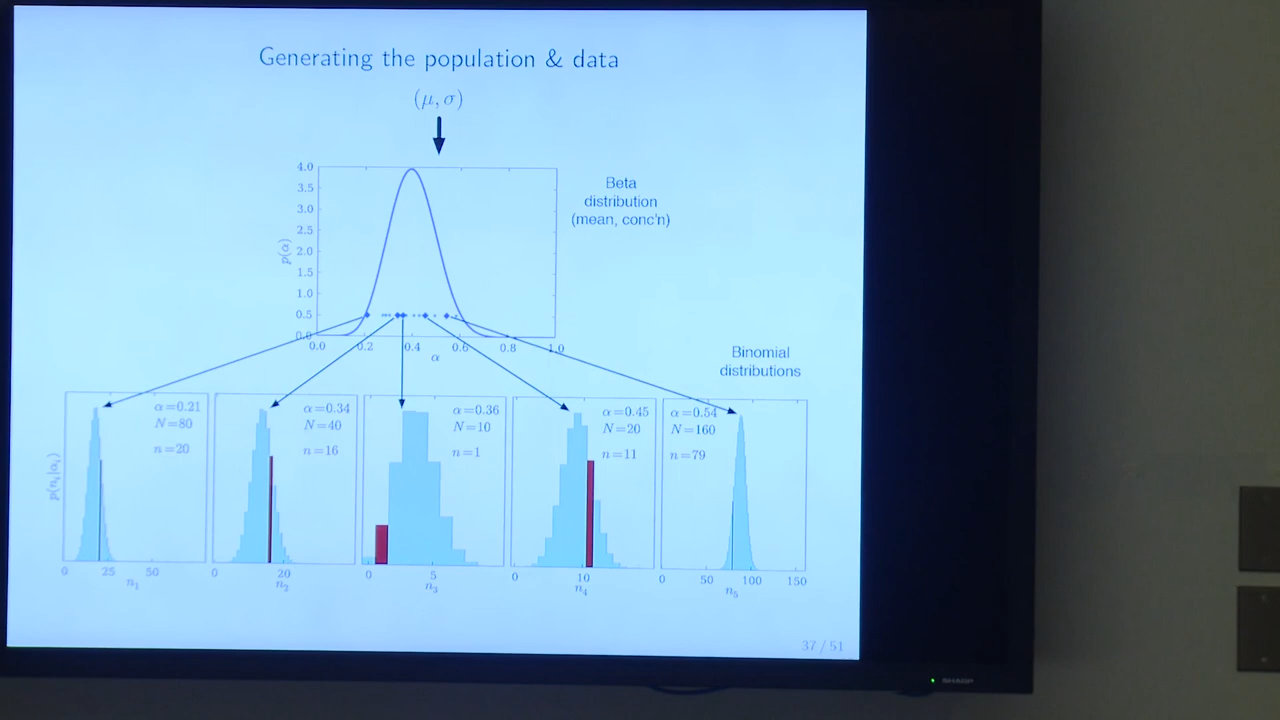 Generating the population & data
(μ, σ)
4.0
3.5
3.0
2.5
2.0
1.5
1.0
0.5
0.0
p(α)
0.0 0.2 0.4 0.6 0.8 1.0
α
Beta
distribution
(mean, conc'n)
Binomial
distributions
p(nᵢ|αᵢ)
α=0.21
N=80
n=20
0 25 50
n₁
α=0.34
N=40
n=16
0 20
n₂
α=0.36
N=10
n=1
0 5
n₃
α=0.45
N=20
n=11
0 10
n₄
α=0.54
N=160
n=79
0 50 100 150
n₅
37 / 51
SHARP